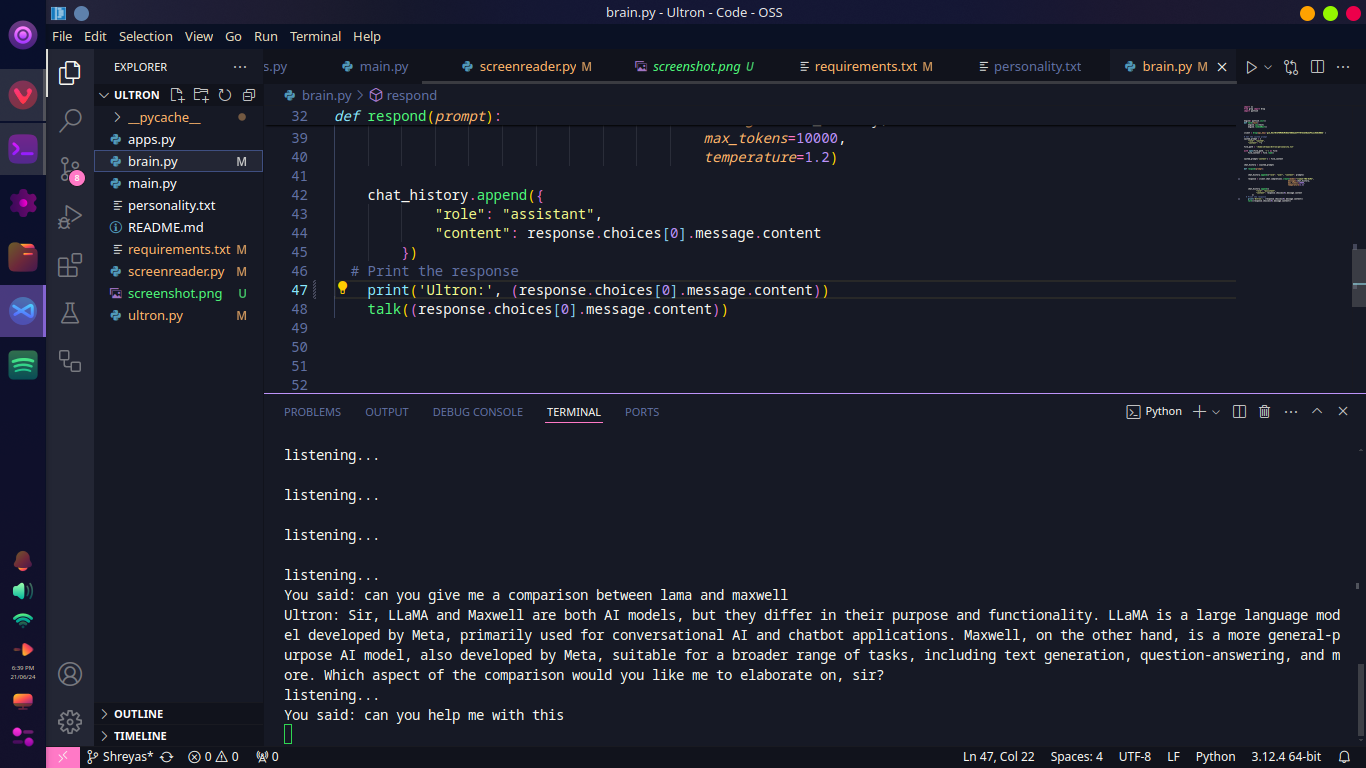 brain.py - Ultron - Code - OSS
File Edit Selection View Go Run Terminal Help
EXPLORER ...
s.py main.py screenreader.py M screenshot.png U requirements.txt M personality.txt brain.py M
ULTRON
__pycache__
apps.py
brain.py M
main.py
personality.txt
README.md
requirements.txt M
screenreader.py M
screenshot.png U
ultron.py M
OUTLINE
TIMELINE
8
6:39 PM
21/06/24
brain.py > respond
32 def respond(prompt):
39 max_tokens=10000,
40 temperature=1.2)
41
42 chat_history.append({
43 "role": "assistant",
44 "content": response.choices[0].message.content
45 })
46 # Print the response
47 print('Ultron:', (response.choices[0].message.content))
48 talk((response.choices[0].message.content))
49
50
51
52
PROBLEMS OUTPUT DEBUG CONSOLE TERMINAL PORTS Python
listening...
listening...
listening...
listening...
You said: can you give me a comparison between lama and maxwell
Ultron: Sir, LLaMA and Maxwell are both AI models, but they differ in their purpose and functionality. LLaMA is a large language mod
el developed by Meta, primarily used for conversational AI and chatbot applications. Maxwell, on the other hand, is a more general-p
urpose AI model, also developed by Meta, suitable for a broader range of tasks, including text generation, question-answering, and m
ore. Which aspect of the comparison would you like me to elaborate on, sir?
listening...
You said: can you help me with this
Shreyas* 0 0 0 Ln 47, Col 22 Spaces: 4 UTF-8 LF Python 3.12.4 64-bit